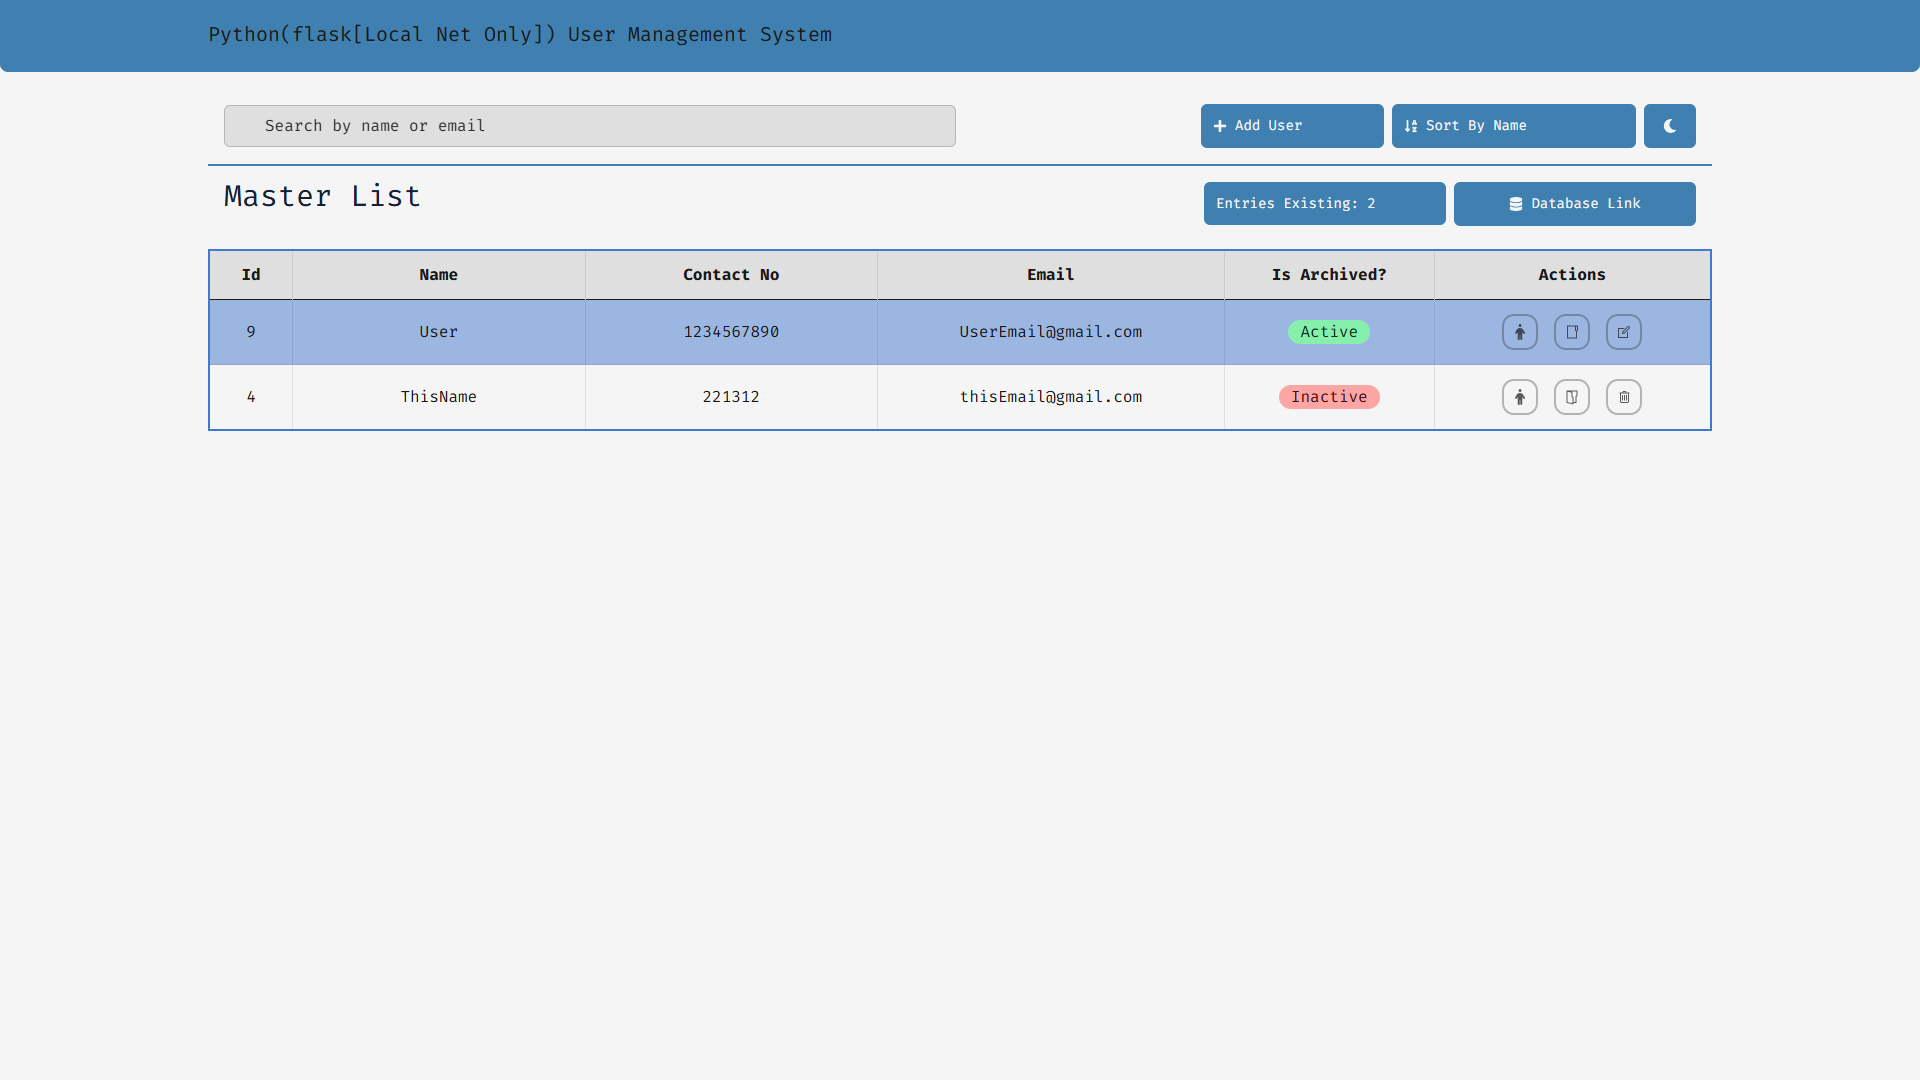 Python(flask[Local Net Only]) User Management System
Search by name or email
Add User
Sort By Name
Master List
Entries Existing: 2
Database Link
Id Name Contact No Email Is Archived? Actions
9 User 1234567890 UserEmail@gmail.com Active
4 ThisName 221312 thisEmail@gmail.com Inactive